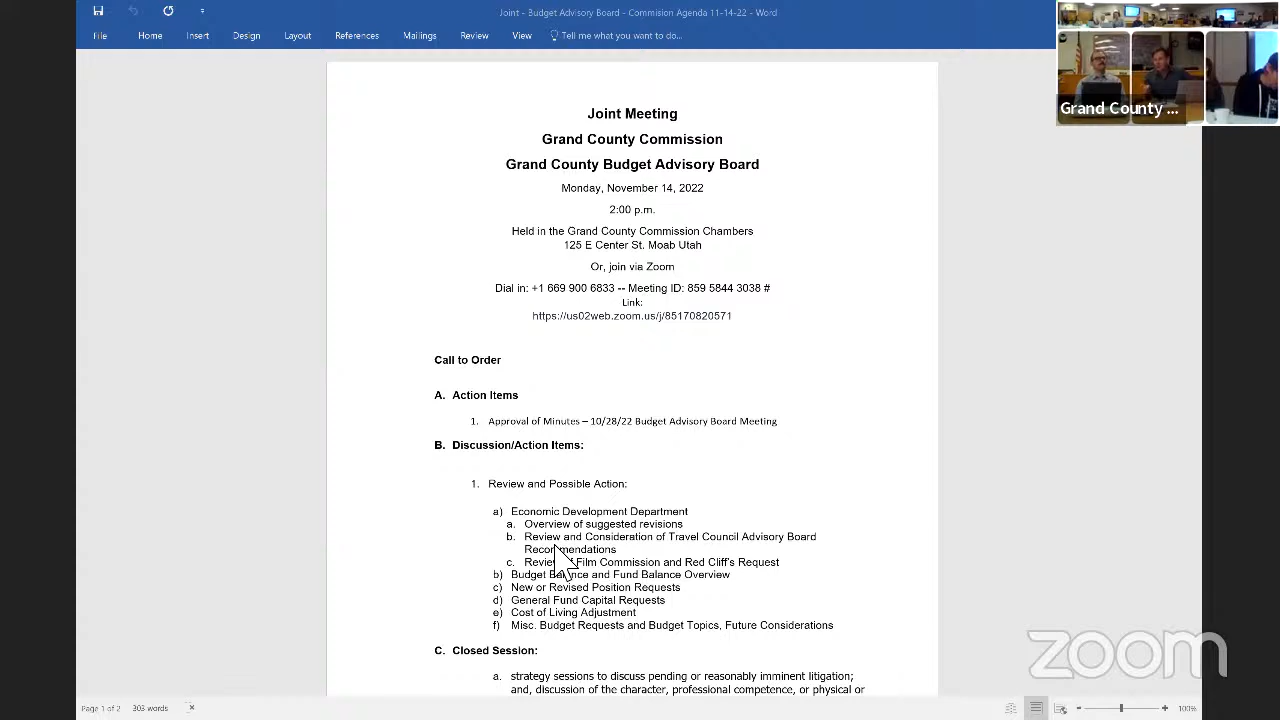 Joint - Budget Advisory Board - Commision Agenda 11-14-22 - Word
File Home Insert Design Layout References Mailings Review View Tell me what you want to do...
Grand County ...
Joint Meeting
Grand County Commission
Grand County Budget Advisory Board
Monday, November 14, 2022
2:00 p.m.
Held in the Grand County Commission Chambers
125 E Center St. Moab Utah
Or, join via Zoom
Dial in: +1 669 900 6833 -- Meeting ID: 859 5844 3038 #
Link:
https://us02web.zoom.us/j/85170820571
Call to Order
A. Action Items
1. Approval of Minutes – 10/28/22 Budget Advisory Board Meeting
B. Discussion/Action Items:
1. Review and Possible Action:
a) Economic Development Department
a. Overview of suggested revisions
b. Review and Consideration of Travel Council Advisory Board
Recommendations
c. Review of Film Commission and Red Cliff's Request
b) Budget Balance and Fund Balance Overview
c) New or Revised Position Requests
d) General Fund Capital Requests
e) Cost of Living Adjustment
f) Misc. Budget Requests and Budget Topics, Future Considerations
C. Closed Session:
a. strategy sessions to discuss pending or reasonably imminent litigation;
and, discussion of the character, professional competence, or physical or
zoom
Page 1 of 2 303 words 100%